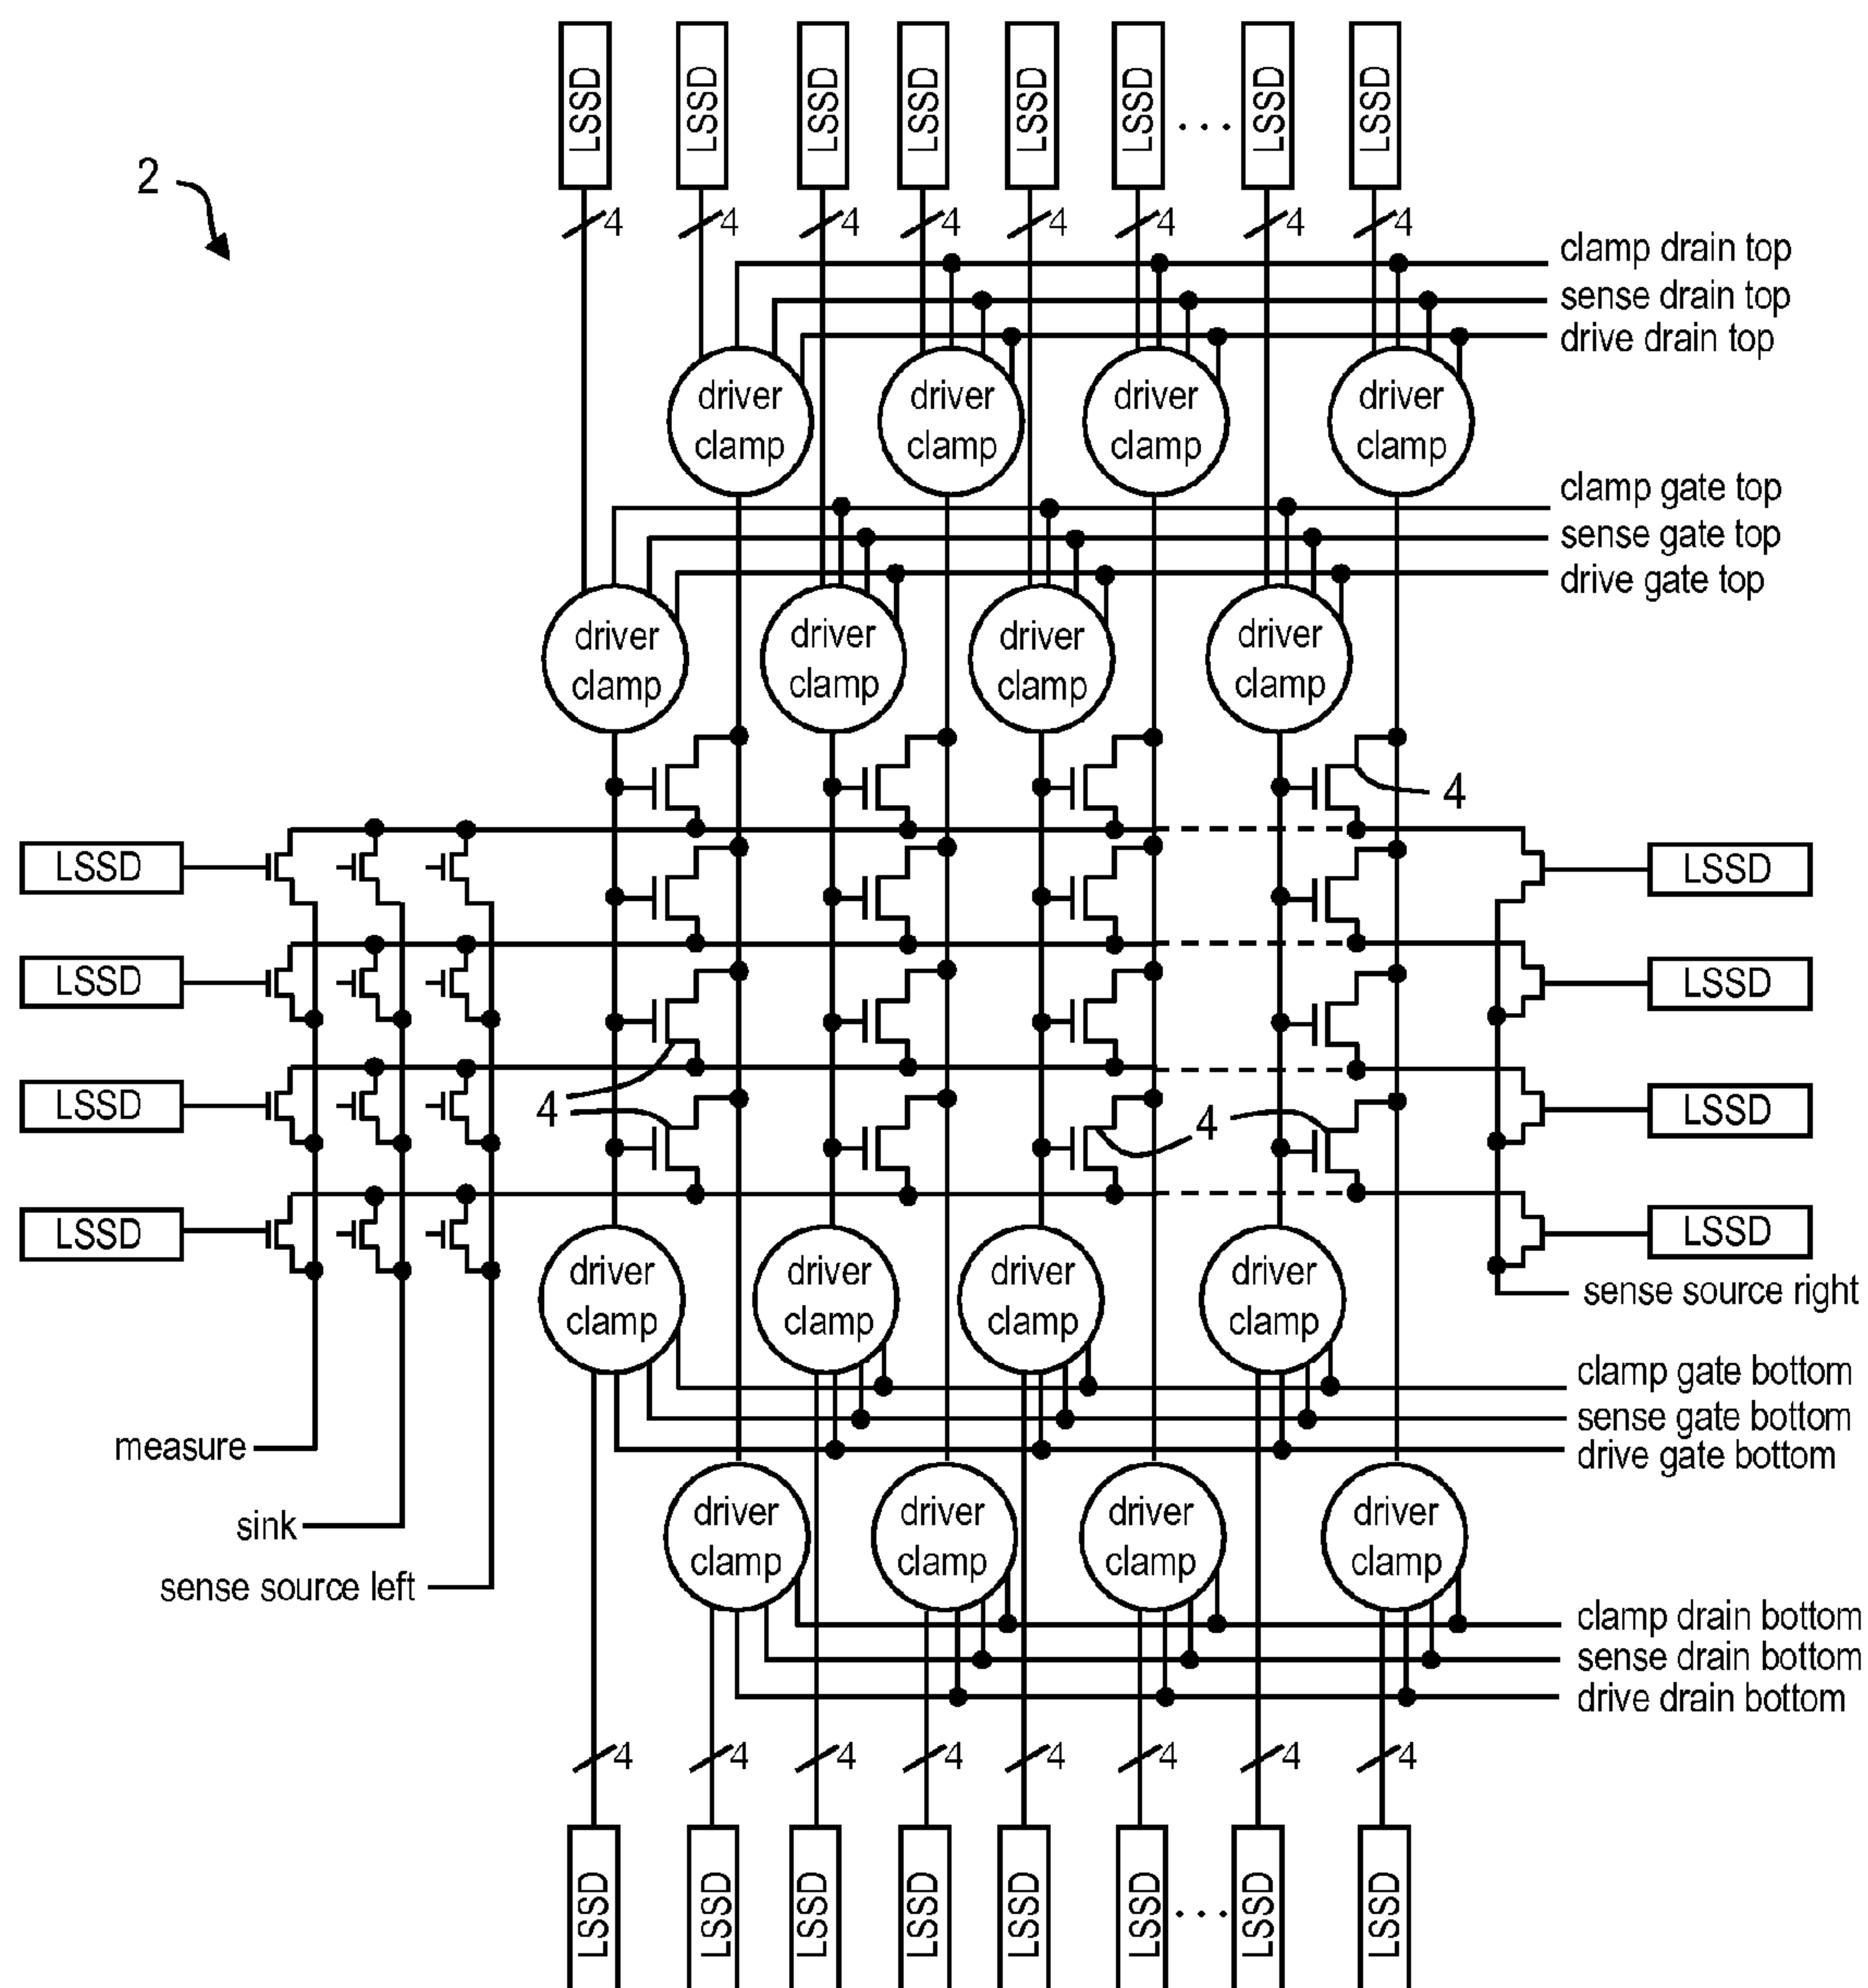 LSSD LSSD LSSD LSSD LSSD LSSD ... LSSD LSSD
2
4 4 4 4 4 4 4 4
clamp drain top
sense drain top
drive drain top
driver clamp
driver clamp
driver clamp
driver clamp
clamp gate top
sense gate top
drive gate top
driver clamp
driver clamp
driver clamp
driver clamp
4
LSSD LSSD
LSSD LSSD
LSSD LSSD
4 4
LSSD LSSD
driver clamp
driver clamp
driver clamp
driver clamp
sense source right
clamp gate bottom
sense gate bottom
drive gate bottom
measure
driver clamp
driver clamp
driver clamp
driver clamp
sink
sense source left
clamp drain bottom
sense drain bottom
drive drain bottom
4 4 4 4 4 4 4 4
LSSD LSSD LSSD LSSD LSSD LSSD ... LSSD LSSD